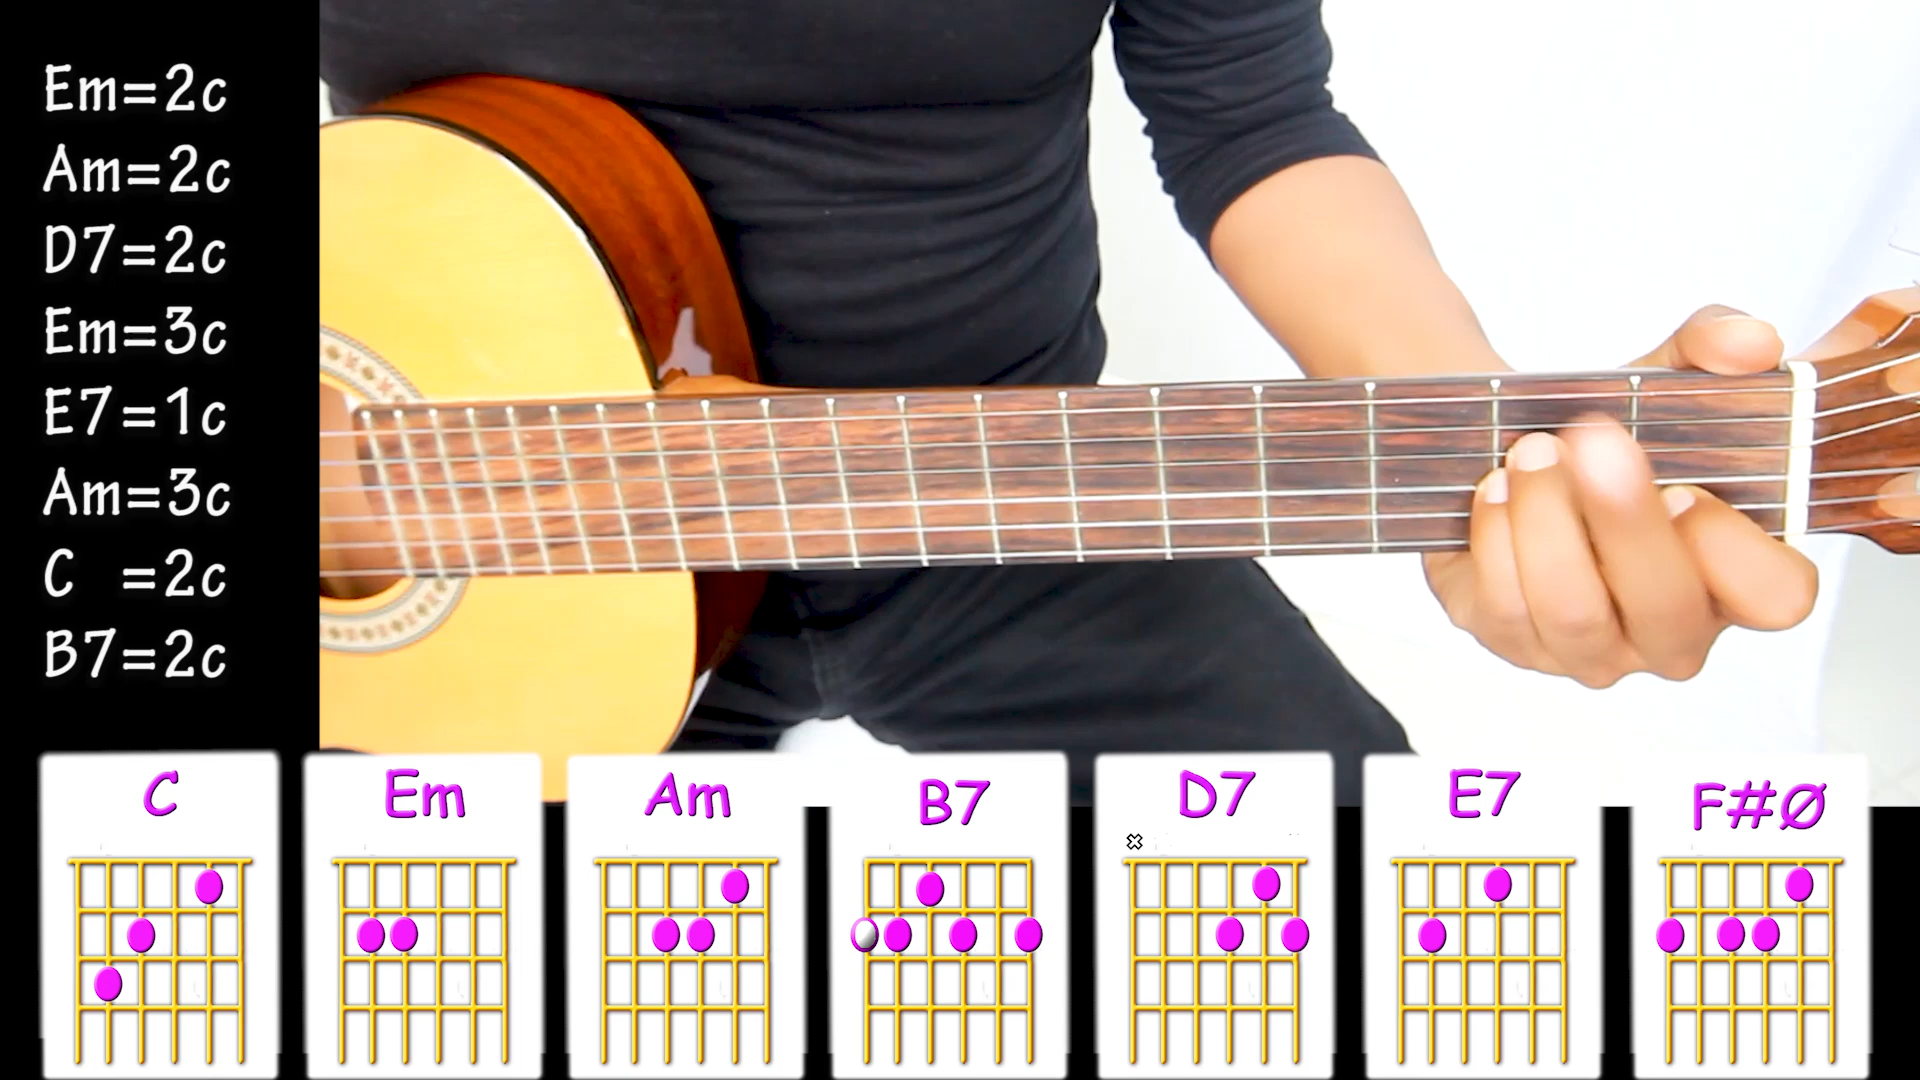 Em=2c
Am=2c
D7=2c
Em=3c
E7=1c
Am=3c
C =2c
B7=2c
C Em Am B7 D7 E7 F#Ø